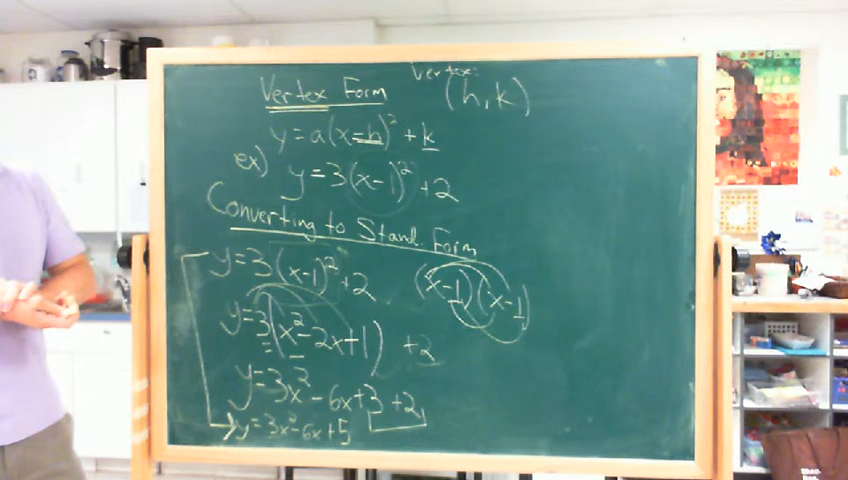 Vertex Form
Vertex:
(h, k)
y = a(x-h)² + k
ex)
y = 3(x-1)² + 2
Converting to Stand. Form
y = 3(x-1)² + 2
(x-1)(x-1)
y = 3(x² - 2x + 1) + 2
y = 3x² - 6x + 3 + 2
y = 3x² - 6x + 5